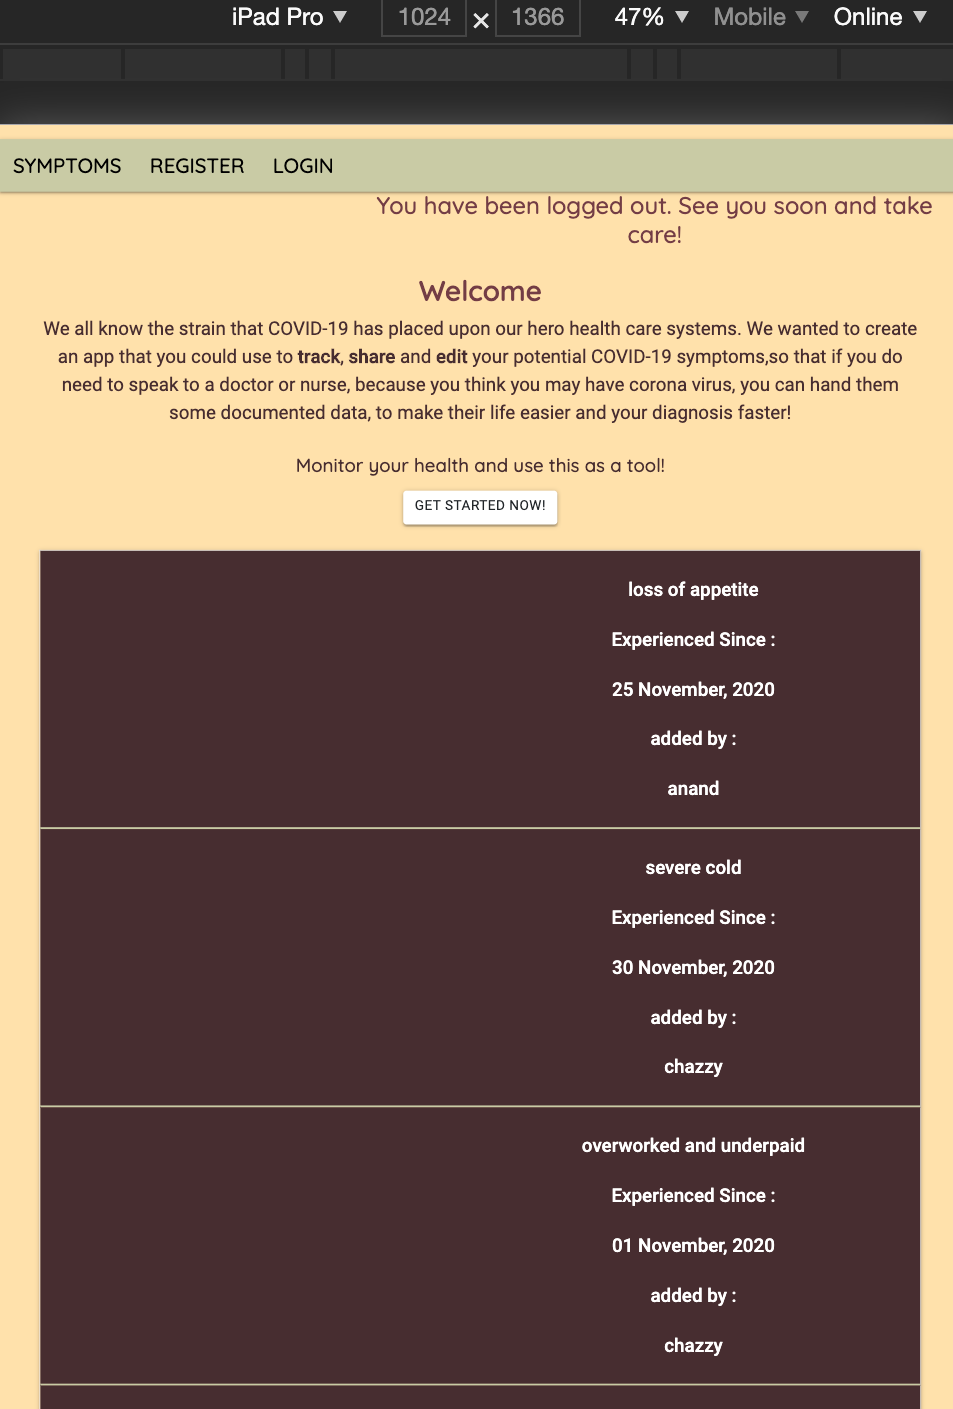 iPad Pro ▼ 1024 × 1366 47% ▼ Mobile ▼ Online ▼
SYMPTOMS REGISTER LOGIN
You have been logged out. See you soon and take
care!
Welcome
We all know the strain that COVID-19 has placed upon our hero health care systems. We wanted to create
an app that you could use to track, share and edit your potential COVID-19 symptoms,so that if you do
need to speak to a doctor or nurse, because you think you may have corona virus, you can hand them
some documented data, to make their life easier and your diagnosis faster!
Monitor your health and use this as a tool!
GET STARTED NOW!
loss of appetite
Experienced Since :
25 November, 2020
added by :
anand
severe cold
Experienced Since :
30 November, 2020
added by :
chazzy
overworked and underpaid
Experienced Since :
01 November, 2020
added by :
chazzy